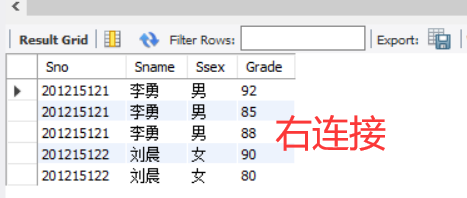 Result Grid Filter Rows: Export:
Sno Sname Ssex Grade
201215121 李勇 男 92
201215121 李勇 男 85
201215121 李勇 男 88
右连接
201215122 刘晨 女 90
201215122 刘晨 女 80